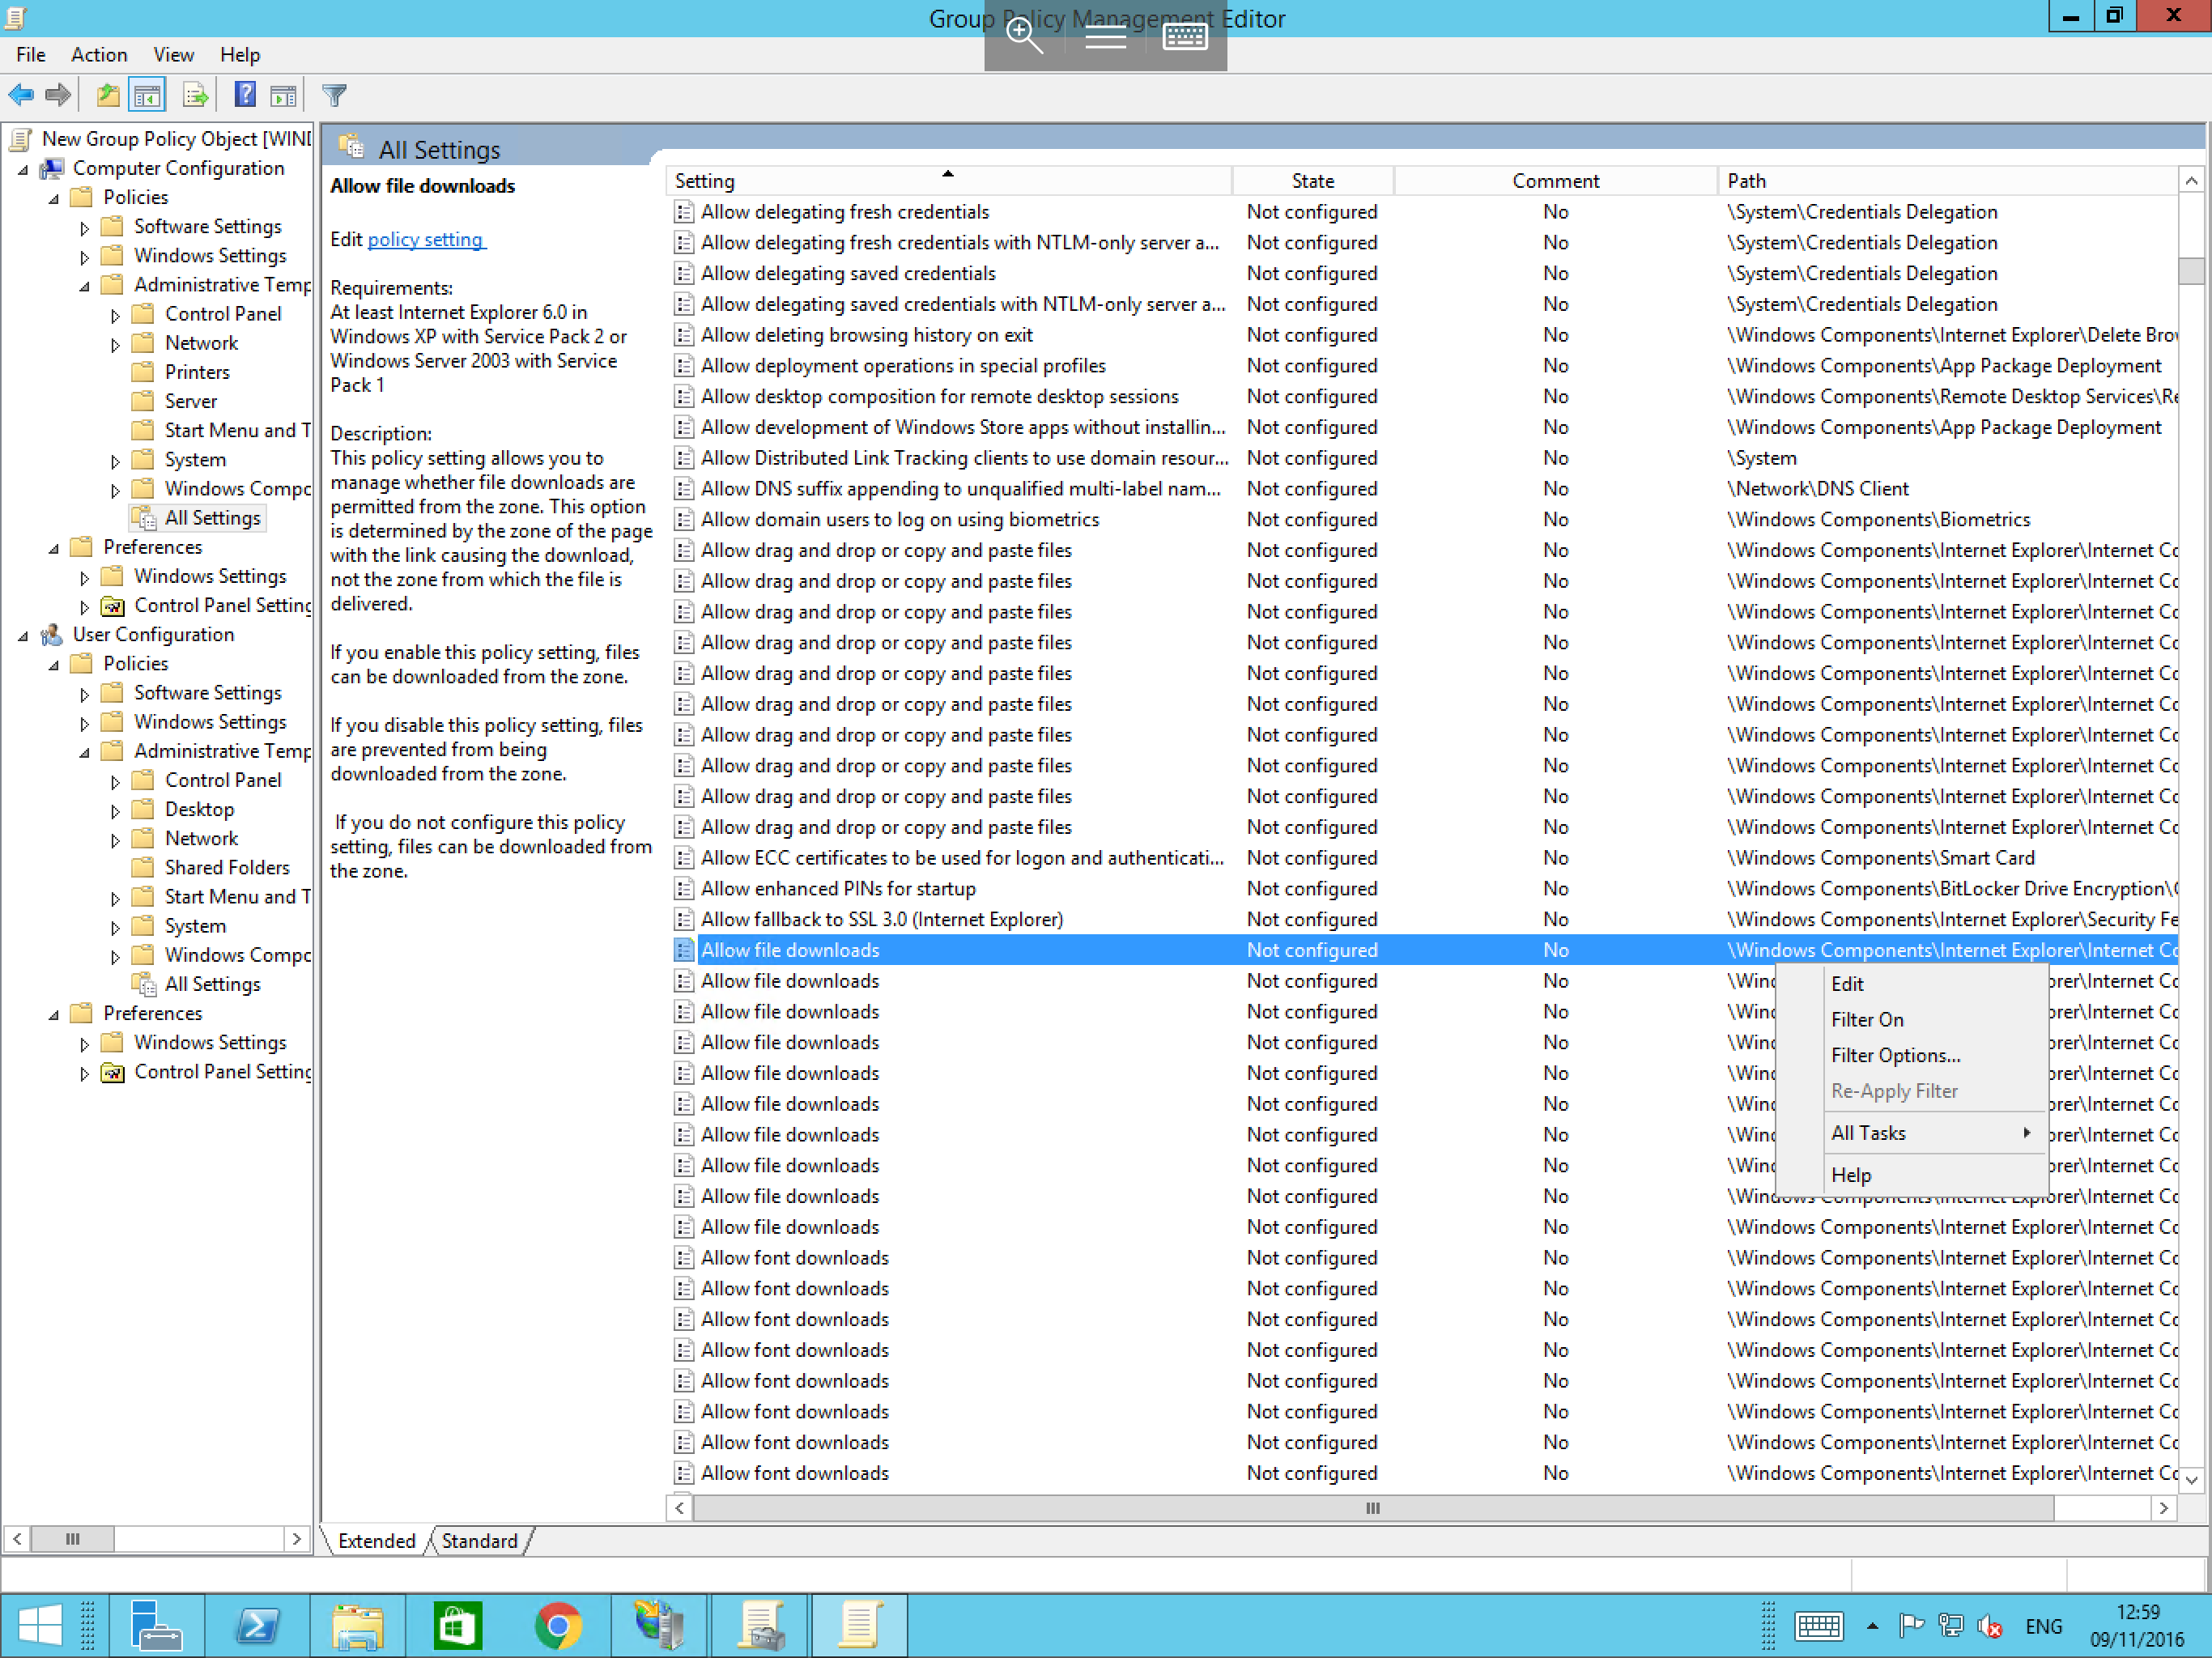 Group Policy Management Editor
File Action View Help
New Group Policy Object [WIN
Computer Configuration
Policies
Software Settings
Windows Settings
Administrative Temp
Control Panel
Network
Printers
Server
Start Menu and T
System
Windows Compo
All Settings
Preferences
Windows Settings
Control Panel Setting
User Configuration
Policies
Software Settings
Windows Settings
Administrative Temp
Control Panel
Desktop
Network
Shared Folders
Start Menu and T
System
Windows Compo
All Settings
Preferences
Windows Settings
Control Panel Setting
All Settings
Allow file downloads
Edit policy setting
Requirements:
At least Internet Explorer 6.0 in
Windows XP with Service Pack 2 or
Windows Server 2003 with Service
Pack 1
Description:
This policy setting allows you to
manage whether file downloads are
permitted from the zone. This option
is determined by the zone of the page
with the link causing the download,
not the zone from which the file is
delivered.
If you enable this policy setting, files
can be downloaded from the zone.
If you disable this policy setting, files
are prevented from being
downloaded from the zone.
If you do not configure this policy
setting, files can be downloaded from
the zone.
Setting State Comment Path
Allow delegating fresh credentials Not configured No \System\Credentials Delegation
Allow delegating fresh credentials with NTLM-only server a... Not configured No \System\Credentials Delegation
Allow delegating saved credentials Not configured No \System\Credentials Delegation
Allow delegating saved credentials with NTLM-only server a... Not configured No \System\Credentials Delegation
Allow deleting browsing history on exit Not configured No \Windows Components\Internet Explorer\Delete Brov
Allow deployment operations in special profiles Not configured No \Windows Components\App Package Deployment
Allow desktop composition for remote desktop sessions Not configured No \Windows Components\Remote Desktop Services\Re
Allow development of Windows Store apps without installin... Not configured No \Windows Components\App Package Deployment
Allow Distributed Link Tracking clients to use domain resour... Not configured No \System
Allow DNS suffix appending to unqualified multi-label nam... Not configured No \Network\DNS Client
Allow domain users to log on using biometrics Not configured No \Windows Components\Biometrics
Allow drag and drop or copy and paste files Not configured No \Windows Components\Internet Explorer\Internet Co
Allow drag and drop or copy and paste files Not configured No \Windows Components\Internet Explorer\Internet Co
Allow drag and drop or copy and paste files Not configured No \Windows Components\Internet Explorer\Internet Co
Allow drag and drop or copy and paste files Not configured No \Windows Components\Internet Explorer\Internet Co
Allow drag and drop or copy and paste files Not configured No \Windows Components\Internet Explorer\Internet Co
Allow drag and drop or copy and paste files Not configured No \Windows Components\Internet Explorer\Internet Co
Allow drag and drop or copy and paste files Not configured No \Windows Components\Internet Explorer\Internet Co
Allow drag and drop or copy and paste files Not configured No \Windows Components\Internet Explorer\Internet Co
Allow drag and drop or copy and paste files Not configured No \Windows Components\Internet Explorer\Internet Co
Allow drag and drop or copy and paste files Not configured No \Windows Components\Internet Explorer\Internet Co
Allow ECC certificates to be used for logon and authenticati... Not configured No \Windows Components\Smart Card
Allow enhanced PINs for startup Not configured No \Windows Components\BitLocker Drive Encryption\
Allow fallback to SSL 3.0 (Internet Explorer) Not configured No \Windows Components\Internet Explorer\Security Fe
Allow file downloads Not configured No \Windows Components\Internet Explorer\Internet Co
Allow file downloads Not configured No \Wind orer\Internet Co
Allow file downloads Not configured No \Wind orer\Internet Co
Allow file downloads Not configured No \Wind orer\Internet Co
Allow file downloads Not configured No \Wind orer\Internet Co
Allow file downloads Not configured No \Wind orer\Internet Co
Allow file downloads Not configured No \Wind orer\Internet Co
Allow file downloads Not configured No \Wind orer\Internet Co
Allow file downloads Not configured No \Windows Components\Internet Explorer\Internet Co
Allow file downloads Not configured No \Windows Components\Internet Explorer\Internet Co
Allow font downloads Not configured No \Windows Components\Internet Explorer\Internet Co
Allow font downloads Not configured No \Windows Components\Internet Explorer\Internet Co
Allow font downloads Not configured No \Windows Components\Internet Explorer\Internet Co
Allow font downloads Not configured No \Windows Components\Internet Explorer\Internet Co
Allow font downloads Not configured No \Windows Components\Internet Explorer\Internet Co
Allow font downloads Not configured No \Windows Components\Internet Explorer\Internet Co
Allow font downloads Not configured No \Windows Components\Internet Explorer\Internet Co
Allow font downloads Not configured No \Windows Components\Internet Explorer\Internet Co
Edit
Filter On
Filter Options...
Re-Apply Filter
All Tasks
Help
Extended Standard
ENG
12:59
09/11/2016